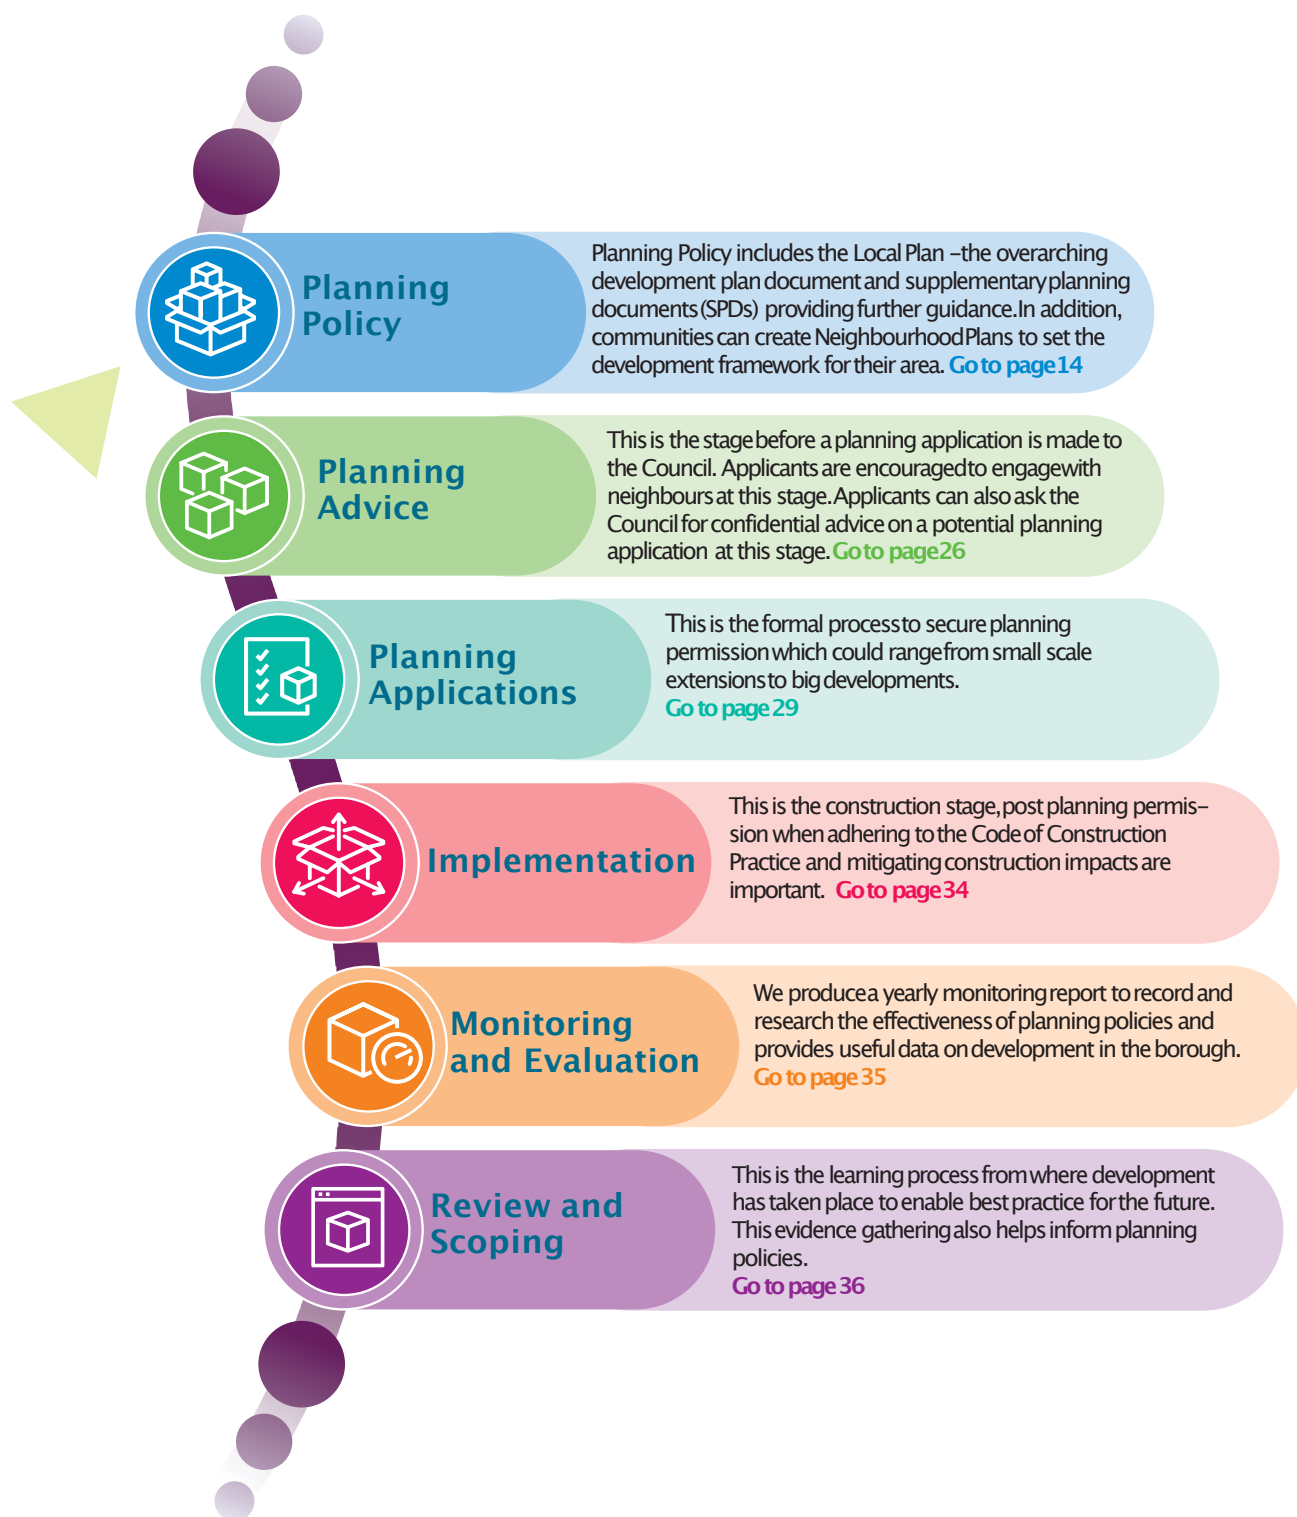 Planning
Policy
Planning Policy includes the Local Plan –the overarching
development plan document and supplementary planning
documents (SPDs) providing further guidance. In addition,
communities can create Neighbourhood Plans to set the
development framework for their area. Go to page 14
Planning
Advice
This is the stage before a planning application is made to
the Council. Applicants are encouraged to engage with
neighbours at this stage. Applicants can also ask the
Council for confidential advice on a potential planning
application at this stage. Go to page 26
Planning
Applications
This is the formal process to secure planning
permission which could range from small scale
extensions to big developments.
Go to page 29
Implementation
This is the construction stage, post planning permis–
sion when adhering to the Code of Construction
Practice and mitigating construction impacts are
important. Go to page 34
Monitoring
and Evaluation
We produce a yearly monitoring report to record and
research the effectiveness of planning policies and
provides useful data on development in the borough.
Go to page 35
Review and
Scoping
This is the learning process from where development
has taken place to enable best practice for the future.
This evidence gathering also helps inform planning
policies.
Go to page 36